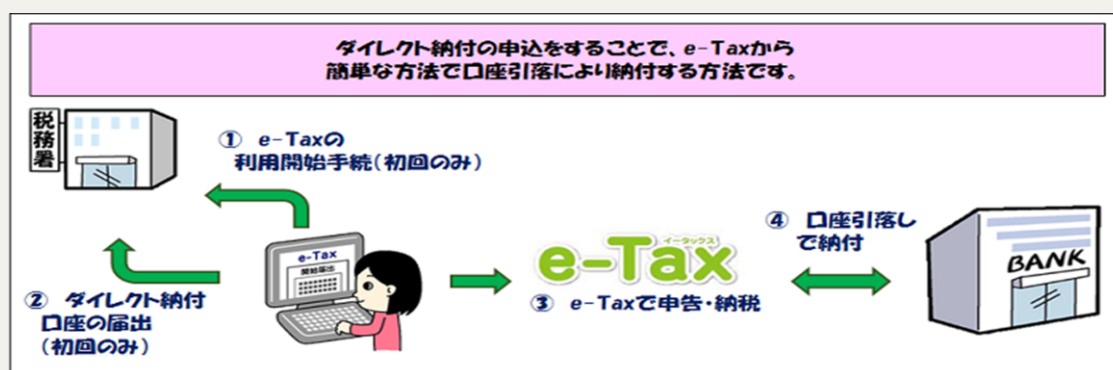 ダイレクト納付の申込をすることで、e-Taxから
簡単な方法で口座引落により納付する方法です。
税務署
① e-Taxの
利用開始手続(初回のみ)
② ダイレクト納付
口座の届出
(初回のみ)
e-Tax
開始届出
イータックス
e-Tax
③ e-Taxで申告・納税
④ 口座引落し
で納付
BANK